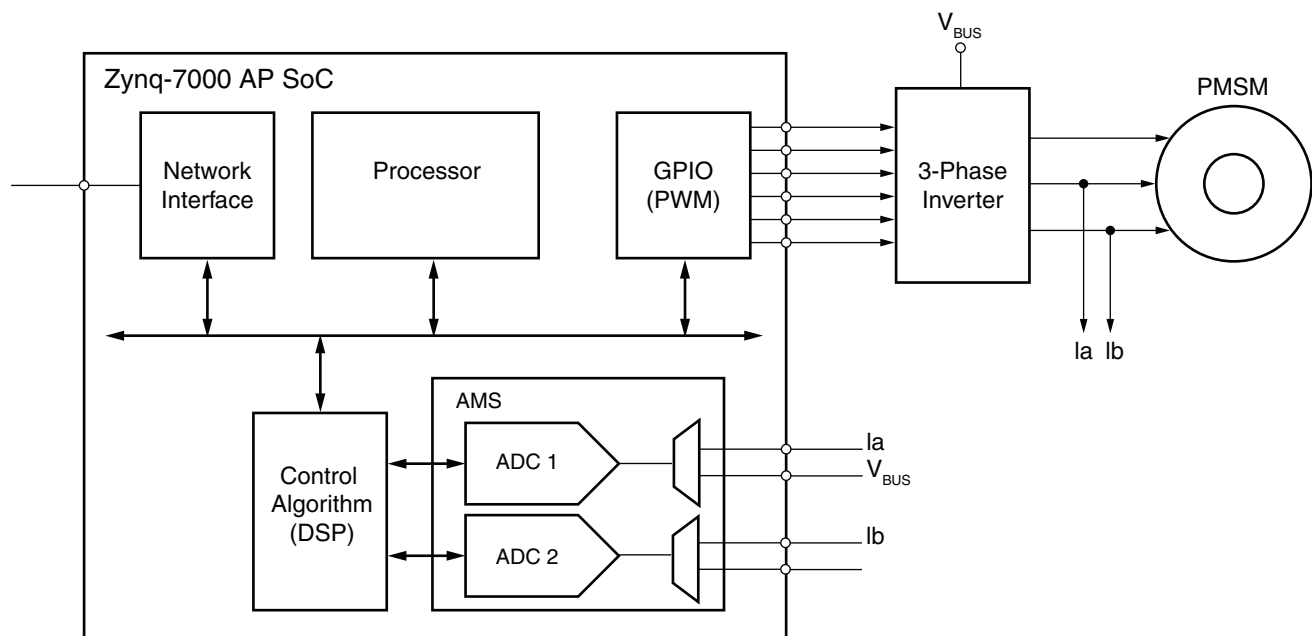 V_BUS
Zynq-7000 AP SoC
PMSM
Network
Interface
Processor
GPIO
(PWM)
3-Phase
Inverter
Ia
Ib
AMS
Control
Algorithm
(DSP)
ADC 1
Ia
V_BUS
ADC 2
Ib